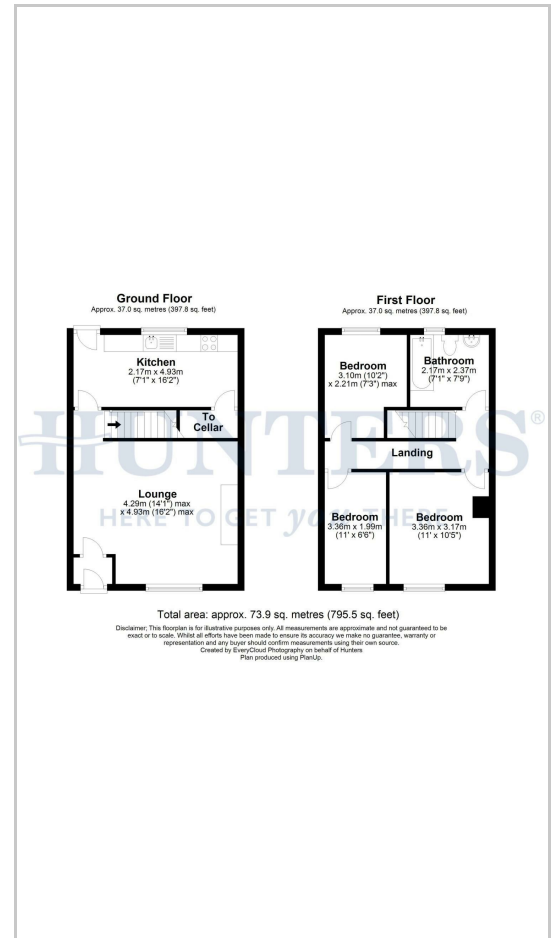 Ground Floor
Approx. 37.0 sq. metres (397.8 sq. feet)
Kitchen
2.17m x 4.93m
(7'1" x 16'2")
To
Cellar
Lounge
4.29m (14'1") max
x 4.93m (16'2") max
First Floor
Approx. 37.0 sq. metres (397.8 sq. feet)
Bedroom
3.10m (10'2")
x 2.21m (7'3") max
Bathroom
2.17m x 2.37m
(7'1" x 7'9")
Landing
Bedroom
3.36m x 1.99m
(11' x 6'6")
Bedroom
3.36m x 3.17m
(11' x 10'5")
HUNTERS®
HERE TO GET you THERE
Total area: approx. 73.9 sq. metres (795.5 sq. feet)
Disclaimer; This floorplan is for illustrative purposes only. All measurements are approximate and not guaranteed to be
exact or to scale. Whilst all efforts have been made to ensure its accuracy we make no guarantee, warranty or
representation and any buyer should confirm measurements using their own source.
Created by EveryCloud Photography on behalf of Hunters
Plan produced using PlanUp.